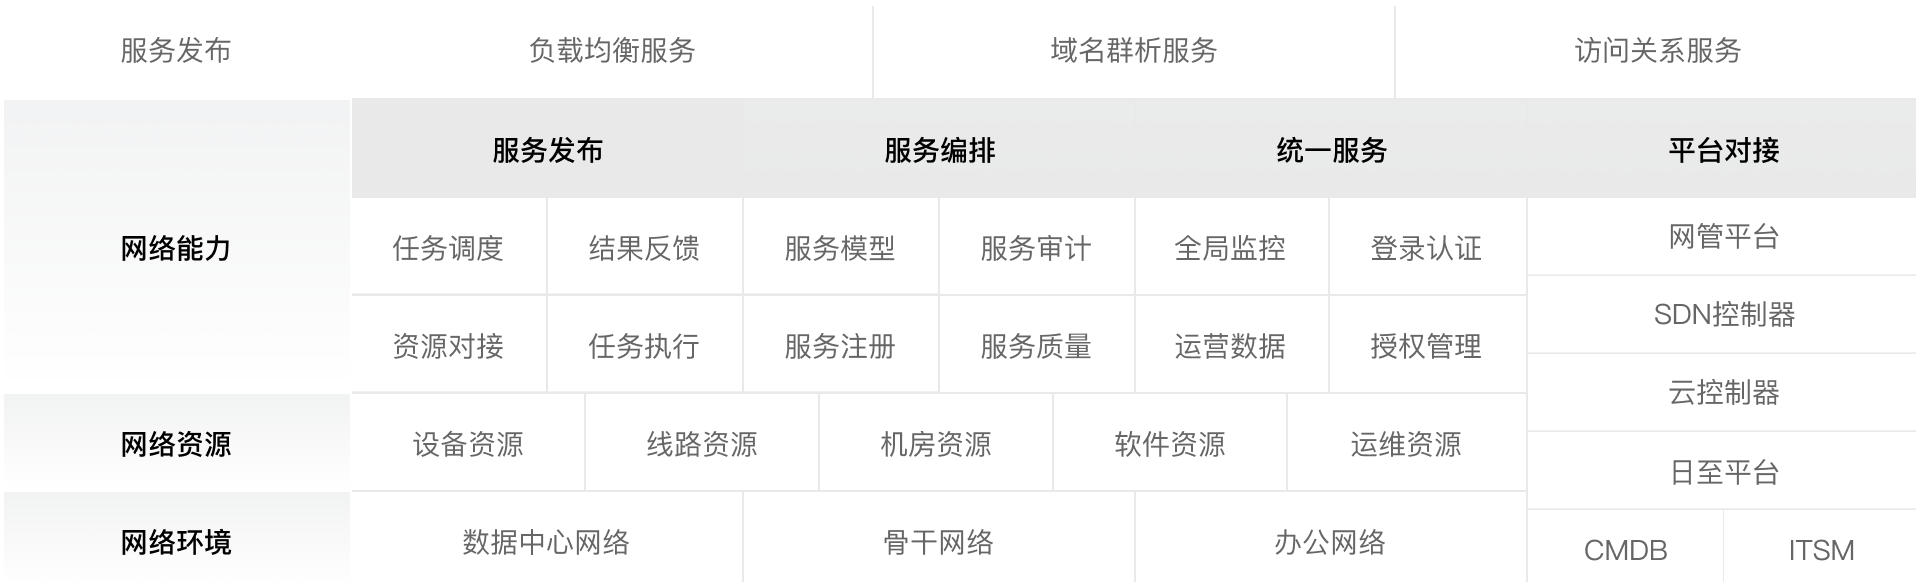 服务发布 负载均衡服务 域名群析服务 访问关系服务
服务发布 服务编排 统一服务 平台对接
网络能力 任务调度 结果反馈 服务模型 服务审计 全局监控 登录认证 网管平台
SDN控制器
资源对接 任务执行 服务注册 服务质量 运营数据 授权管理
云控制器
网络资源 设备资源 线路资源 机房资源 软件资源 运维资源
日至平台
网络环境 数据中心网络 骨干网络 办公网络 CMDB ITSM